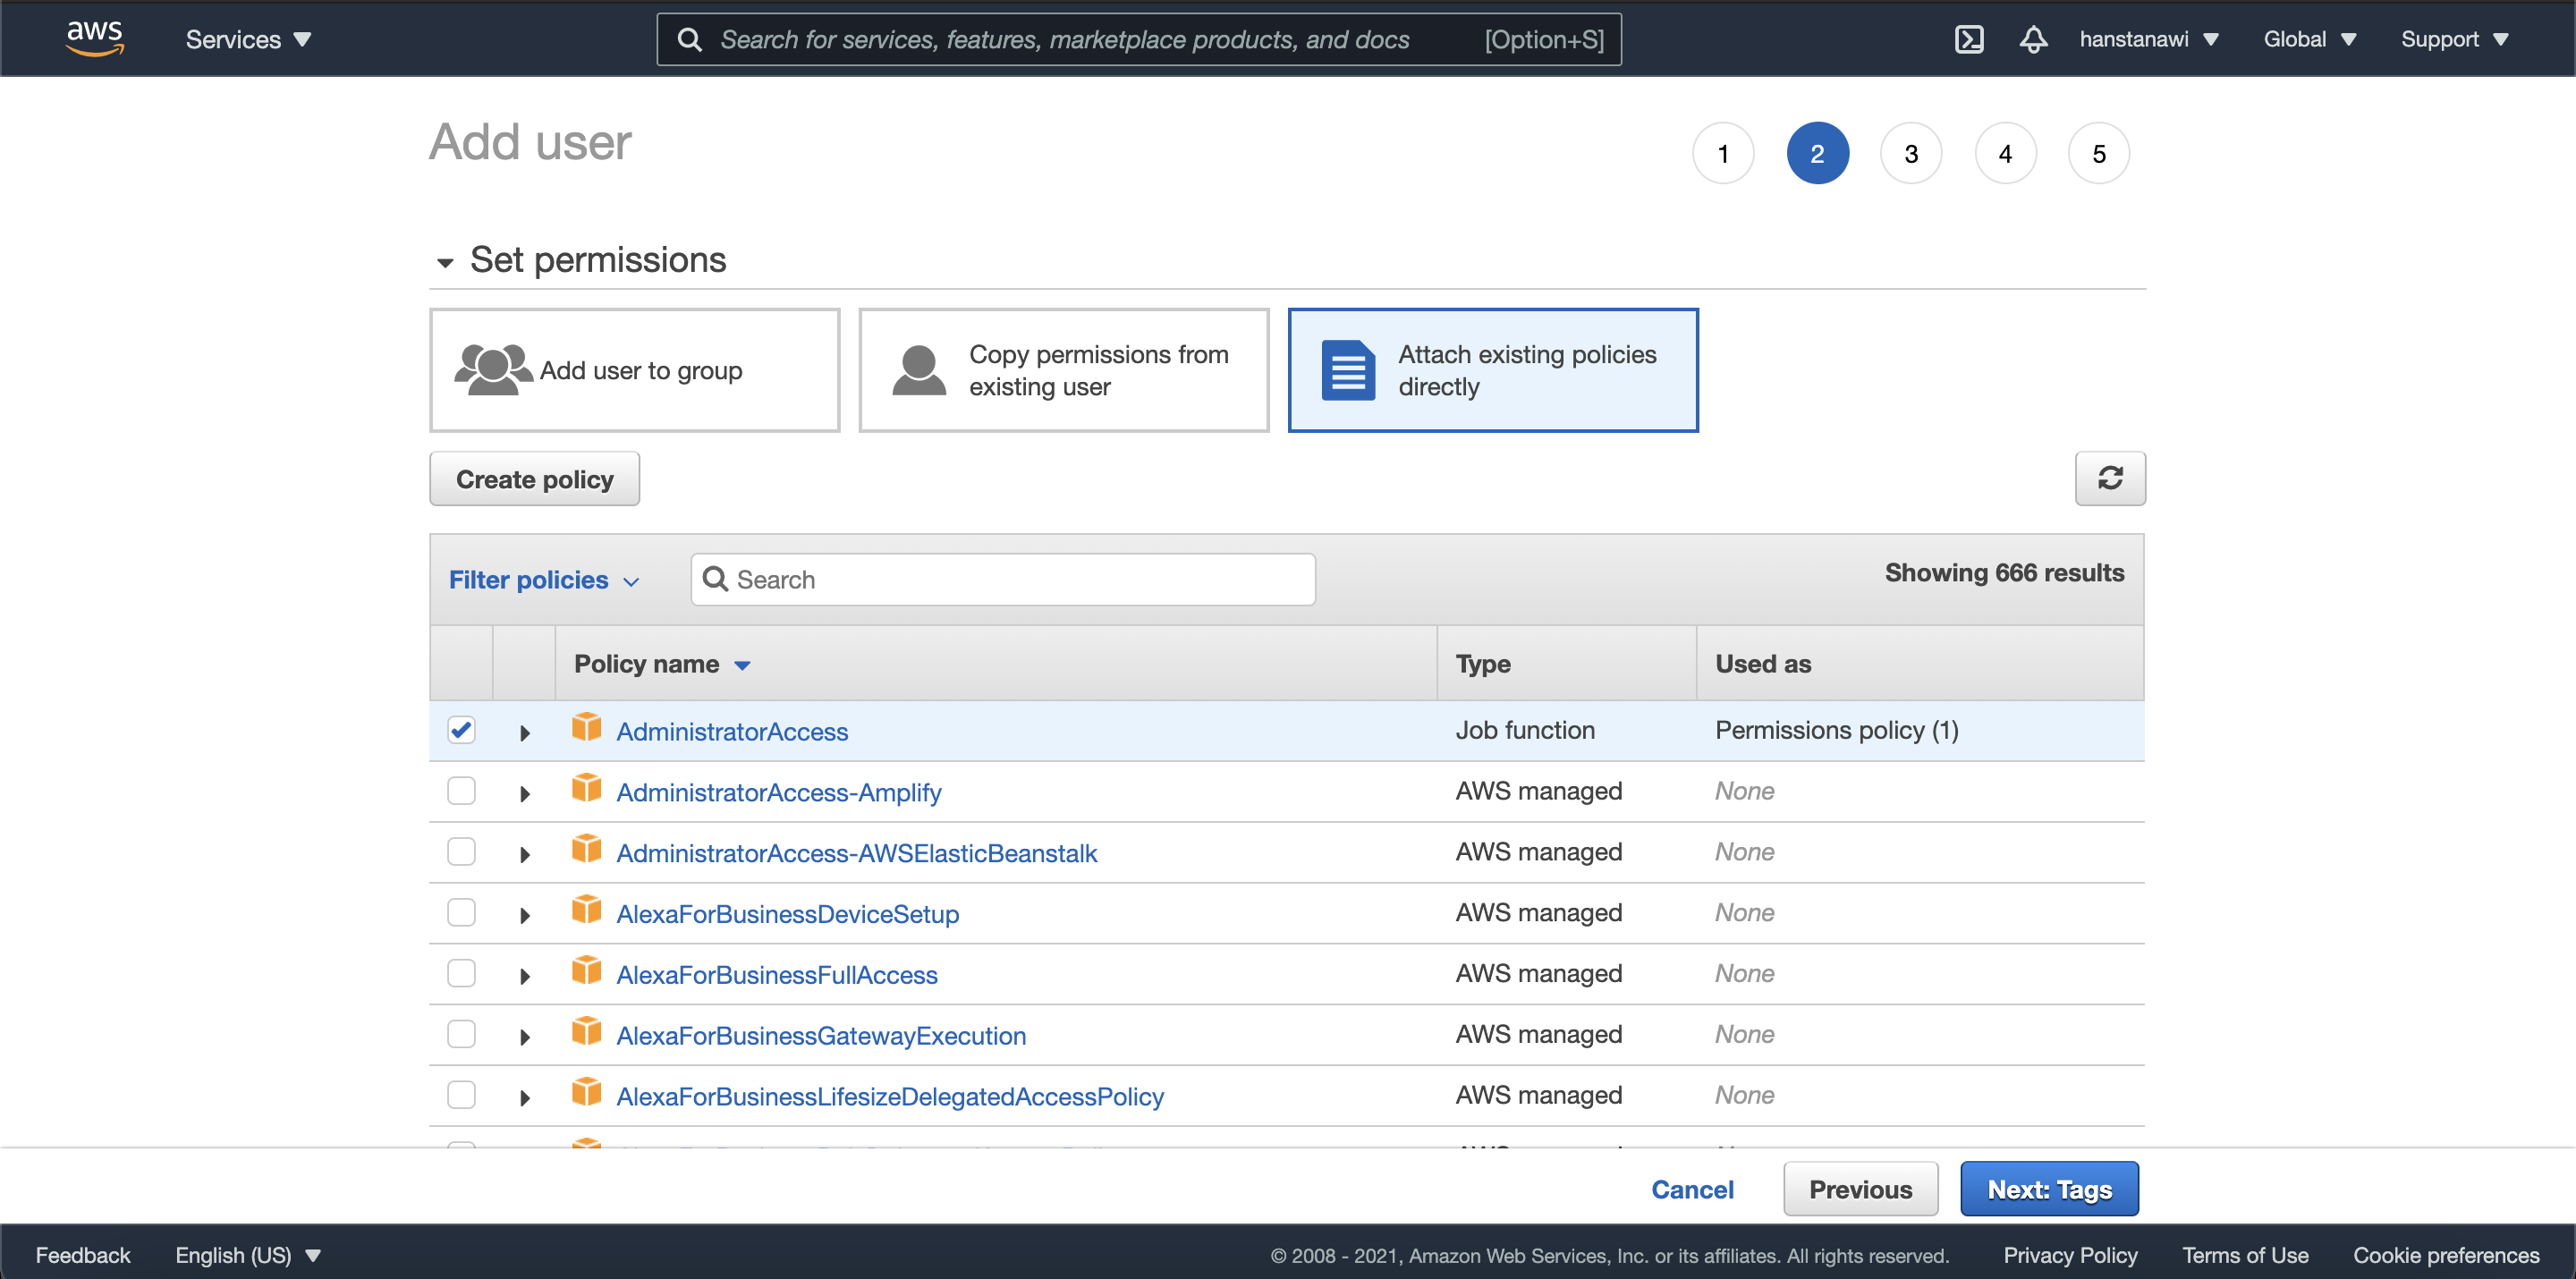 aws Services Search for services, features, marketplace products, and docs [Option+S] hanstanawi Global Support
Add user 1 2 3 4 5
Set permissions
Add user to group
Copy permissions from
existing user
Attach existing policies
directly
Create policy
Filter policies Search Showing 666 results
Policy name Type Used as
AdministratorAccess Job function Permissions policy (1)
AdministratorAccess-Amplify AWS managed None
AdministratorAccess-AWSElasticBeanstalk AWS managed None
AlexaForBusinessDeviceSetup AWS managed None
AlexaForBusinessFullAccess AWS managed None
AlexaForBusinessGatewayExecution AWS managed None
AlexaForBusinessLifesizeDelegatedAccessPolicy AWS managed None
Cancel Previous Next: Tags
Feedback English (US) © 2008 - 2021, Amazon Web Services, Inc. or its affiliates. All rights reserved. Privacy Policy Terms of Use Cookie preferences